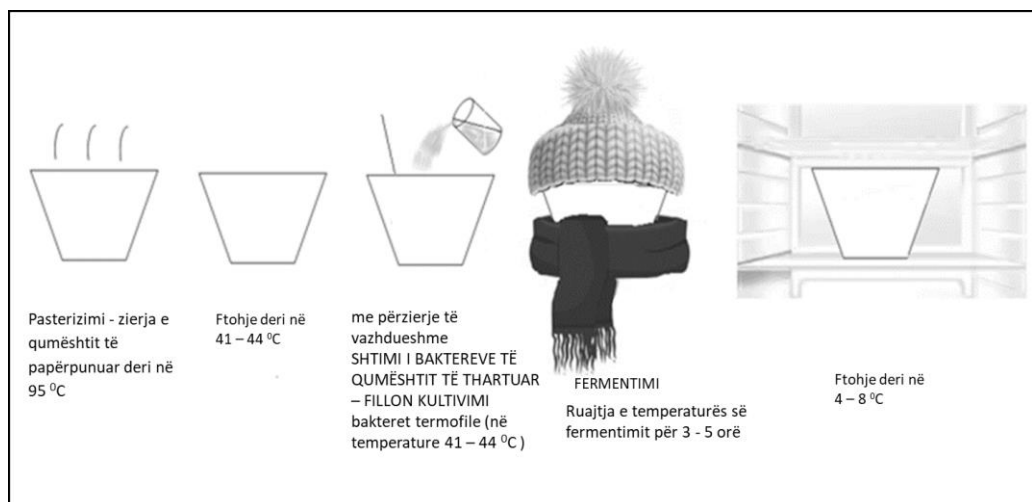 Pasterizimi - zierja e
qumështit të
papërpunuar deri në
95 ⁰C
Ftohje deri në
41 – 44 ⁰C
me përzierje të
vazhdueshme
SHTIMI I BAKTEREVE TË
QUMËSHTIT TË THARTUAR
– FILLON KULTIVIMI
bakteret termofile (në
temperature 41 – 44 ⁰C )
FERMENTIMI
Ruajtja e temperaturës së
fermentimit për 3 - 5 orë
Ftohje deri në
4 – 8 ⁰C